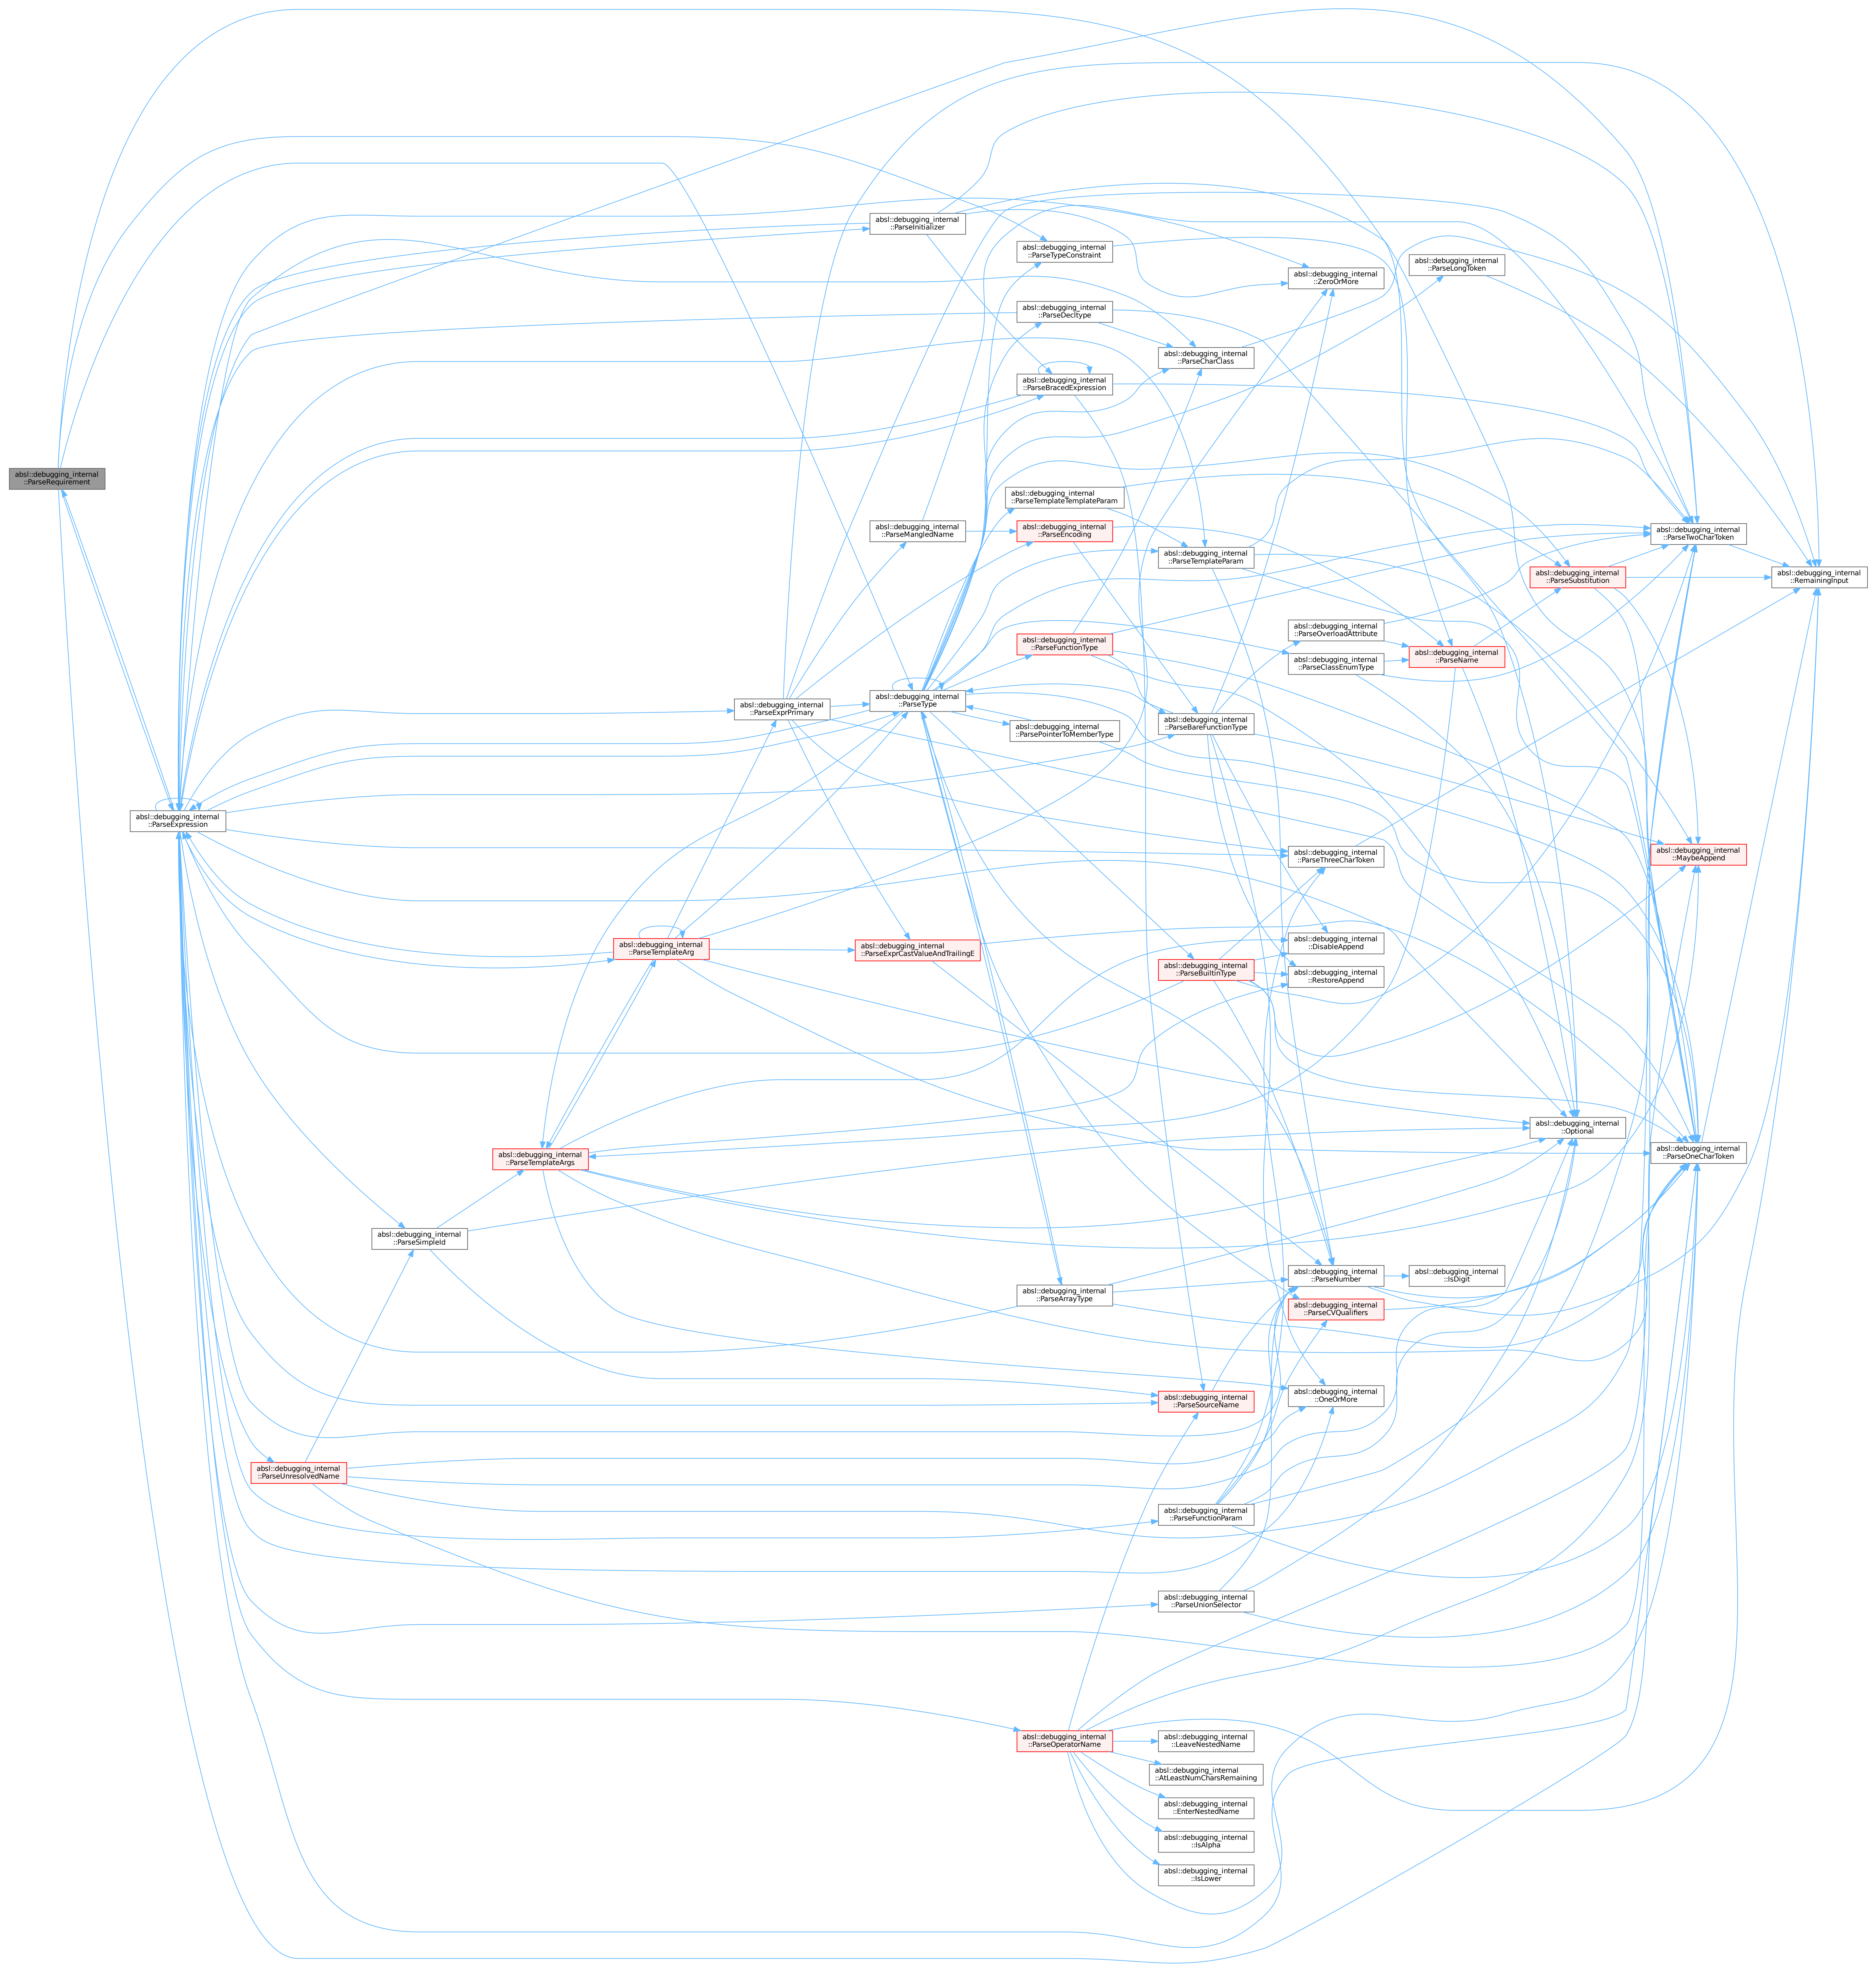 absl::debugging_internal
::ParseRequirement
absl::debugging_internal
::ParseExpression
absl::debugging_internal
::ParseUnresolvedName
absl::debugging_internal
::ParseSimpleId
absl::debugging_internal
::ParseTemplateArgs
absl::debugging_internal
::ParseTemplateArg
absl::debugging_internal
::ParseExprPrimary
absl::debugging_internal
::ParseInitializer
absl::debugging_internal
::ParseMangledName
absl::debugging_internal
::ParseType
absl::debugging_internal
::ParseExprCastValueAndTrailingE
absl::debugging_internal
::ParseTypeConstraint
absl::debugging_internal
::ParseDecltype
absl::debugging_internal
::ParseBracedExpression
absl::debugging_internal
::ParseTemplateTemplateParam
absl::debugging_internal
::ParseEncoding
absl::debugging_internal
::ParseFunctionType
absl::debugging_internal
::ParsePointerToMemberType
absl::debugging_internal
::ParseArrayType
absl::debugging_internal
::ParseOperatorName
absl::debugging_internal
::ParseCharClass
absl::debugging_internal
::ParseTemplateParam
absl::debugging_internal
::ParseBareFunctionType
absl::debugging_internal
::ParseBuiltinType
absl::debugging_internal
::ParseSourceName
absl::debugging_internal
::ParseFunctionParam
absl::debugging_internal
::ParseUnionSelector
absl::debugging_internal
::LeaveNestedName
absl::debugging_internal
::AtLeastNumCharsRemaining
absl::debugging_internal
::EnterNestedName
absl::debugging_internal
::IsAlpha
absl::debugging_internal
::IsLower
absl::debugging_internal
::ZeroOrMore
absl::debugging_internal
::ParseOverloadAttribute
absl::debugging_internal
::ParseClassEnumType
absl::debugging_internal
::ParseThreeCharToken
absl::debugging_internal
::DisableAppend
absl::debugging_internal
::RestoreAppend
absl::debugging_internal
::ParseNumber
absl::debugging_internal
::ParseCVQualifiers
absl::debugging_internal
::OneOrMore
absl::debugging_internal
::ParseLongToken
absl::debugging_internal
::ParseName
absl::debugging_internal
::IsDigit
absl::debugging_internal
::ParseSubstitution
absl::debugging_internal
::Optional
absl::debugging_internal
::ParseTwoCharToken
absl::debugging_internal
::MaybeAppend
absl::debugging_internal
::ParseOneCharToken
absl::debugging_internal
::RemainingInput